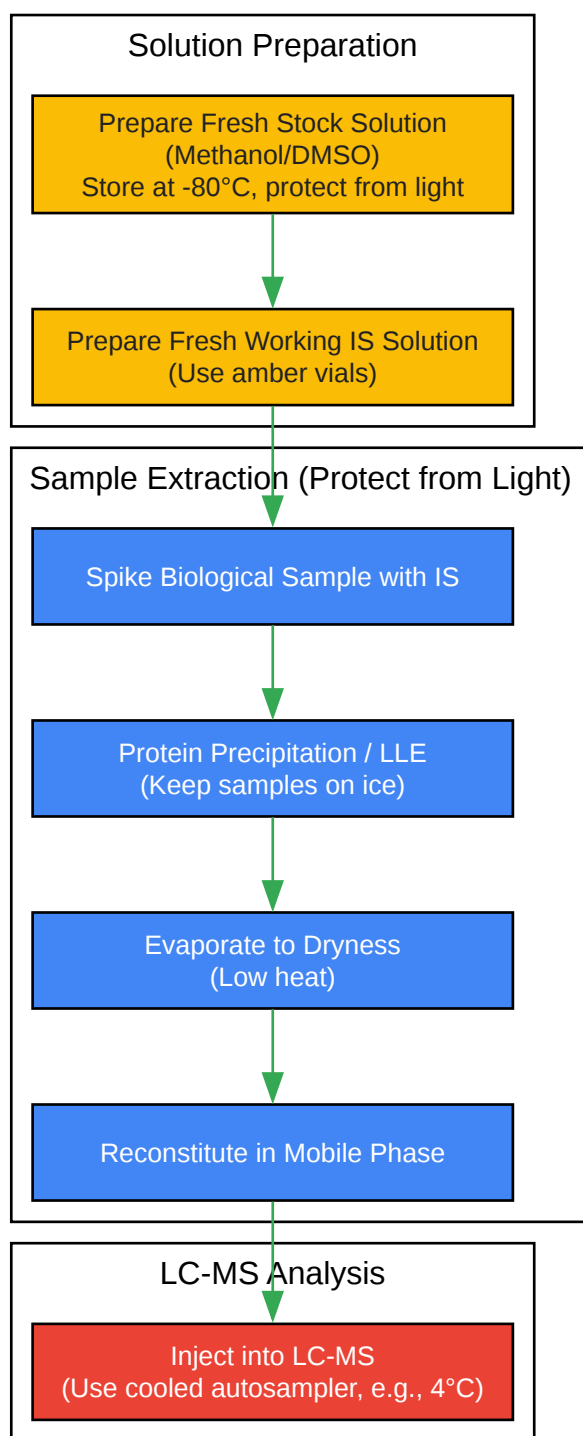 Solution Preparation
Prepare Fresh Stock Solution
(Methanol/DMSO)
Store at -80°C, protect from light
Prepare Fresh Working IS Solution
(Use amber vials)
Sample Extraction (Protect from Light)
Spike Biological Sample with IS
Protein Precipitation / LLE
(Keep samples on ice)
Evaporate to Dryness
(Low heat)
Reconstitute in Mobile Phase
LC-MS Analysis
Inject into LC-MS
(Use cooled autosampler, e.g., 4°C)